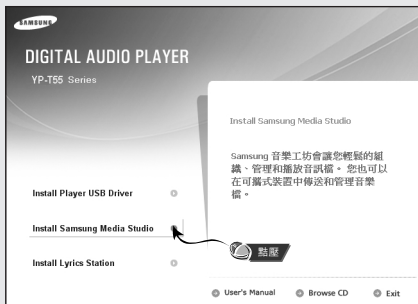 SAMSUNG
DIGITAL AUDIO PLAYER
YP-T55 Series
Install Samsung Media Studio
Samsung 音樂工坊會讓您輕鬆的組
織、管理和播放音訊檔。您也可以
在可攜式裝置中傳送和管理音樂
檔。
Install Player USB Driver
Install Samsung Media Studio
點壓
Install Lyrics Station
User's Manual
Browse CD
Exit